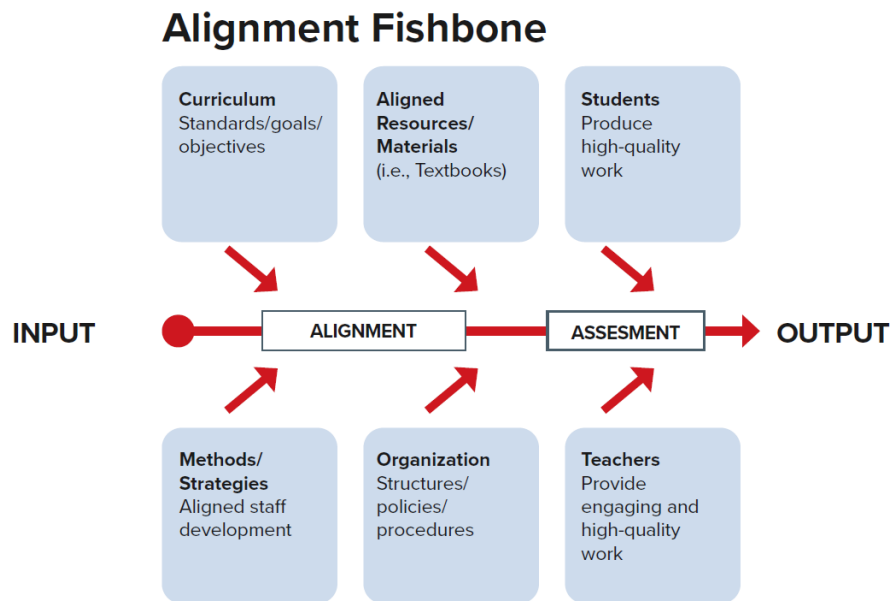 Alignment Fishbone
Curriculum
Standards/goals/
objectives
Aligned
Resources/
Materials
(i.e., Textbooks)
Students
Produce
high-quality
work
INPUT
ALIGNMENT
ASSESMENT
OUTPUT
Methods/
Strategies
Aligned staff
development
Organization
Structures/
policies/
procedures
Teachers
Provide
engaging and
high-quality
work